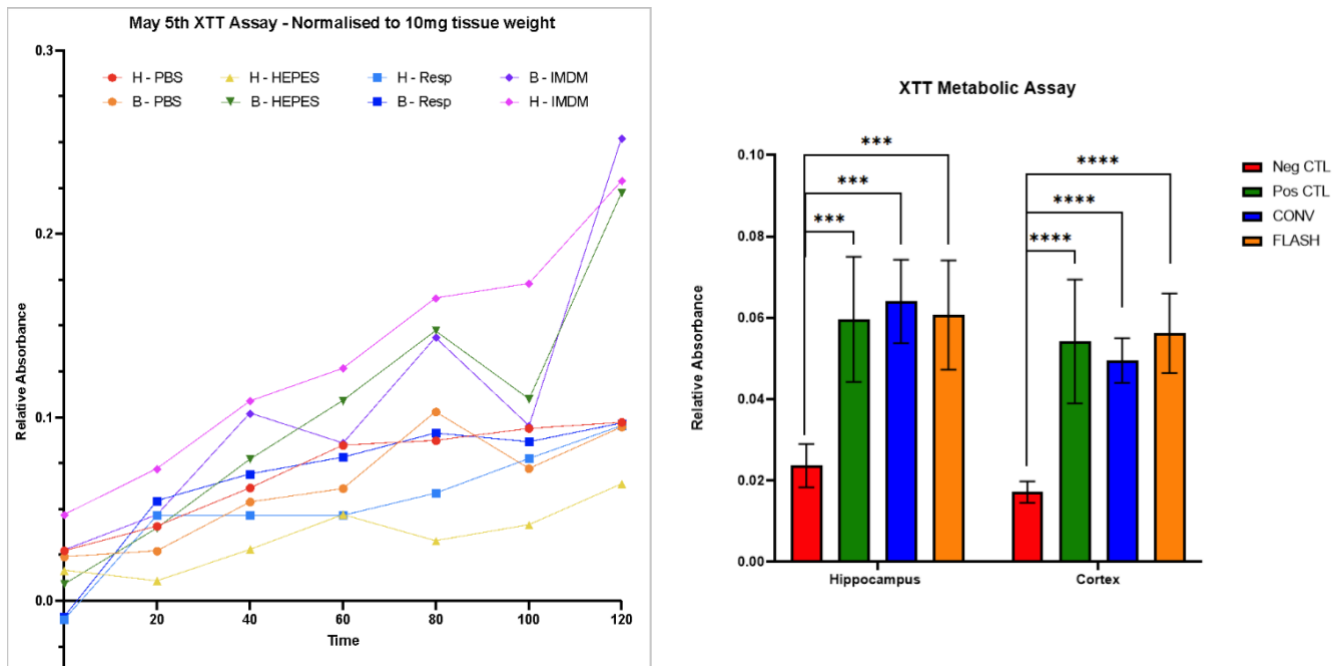 May 5th XTT Assay - Normalised to 10mg tissue weight
0.3
H - PBS H - HEPES H - Resp B - IMDM
B - PBS B - HEPES B - Resp H - IMDM
0.2
0.1
0.0
20 40 60 80 100 120
Relative Absorbance
Time
XTT Metabolic Assay
0.10
0.08
0.06
0.04
0.02
0.00
Relative Absorbance
***
***
***
****
****
****
Hippocampus Cortex
Neg CTL
Pos CTL
CONV
FLASH